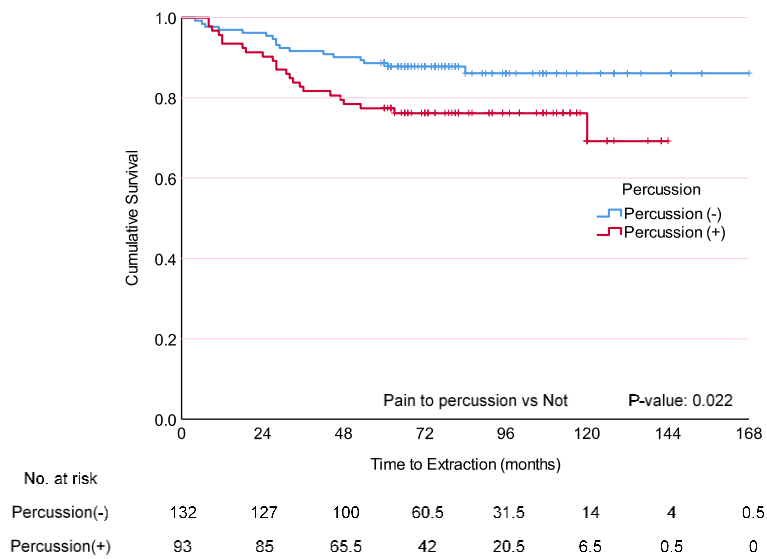 1.0
0.8
0.6
0.4
0.2
0.0
Cumulative Survival
Percussion
Percussion (-)
Percussion (+)
Pain to percussion vs Not P-value: 0.022
0 24 48 72 96 120 144 168
Time to Extraction (months)
No. at risk
Percussion(-) 132 127 100 60.5 31.5 14 4 0.5
Percussion(+) 93 85 65.5 42 20.5 6.5 0.5 0